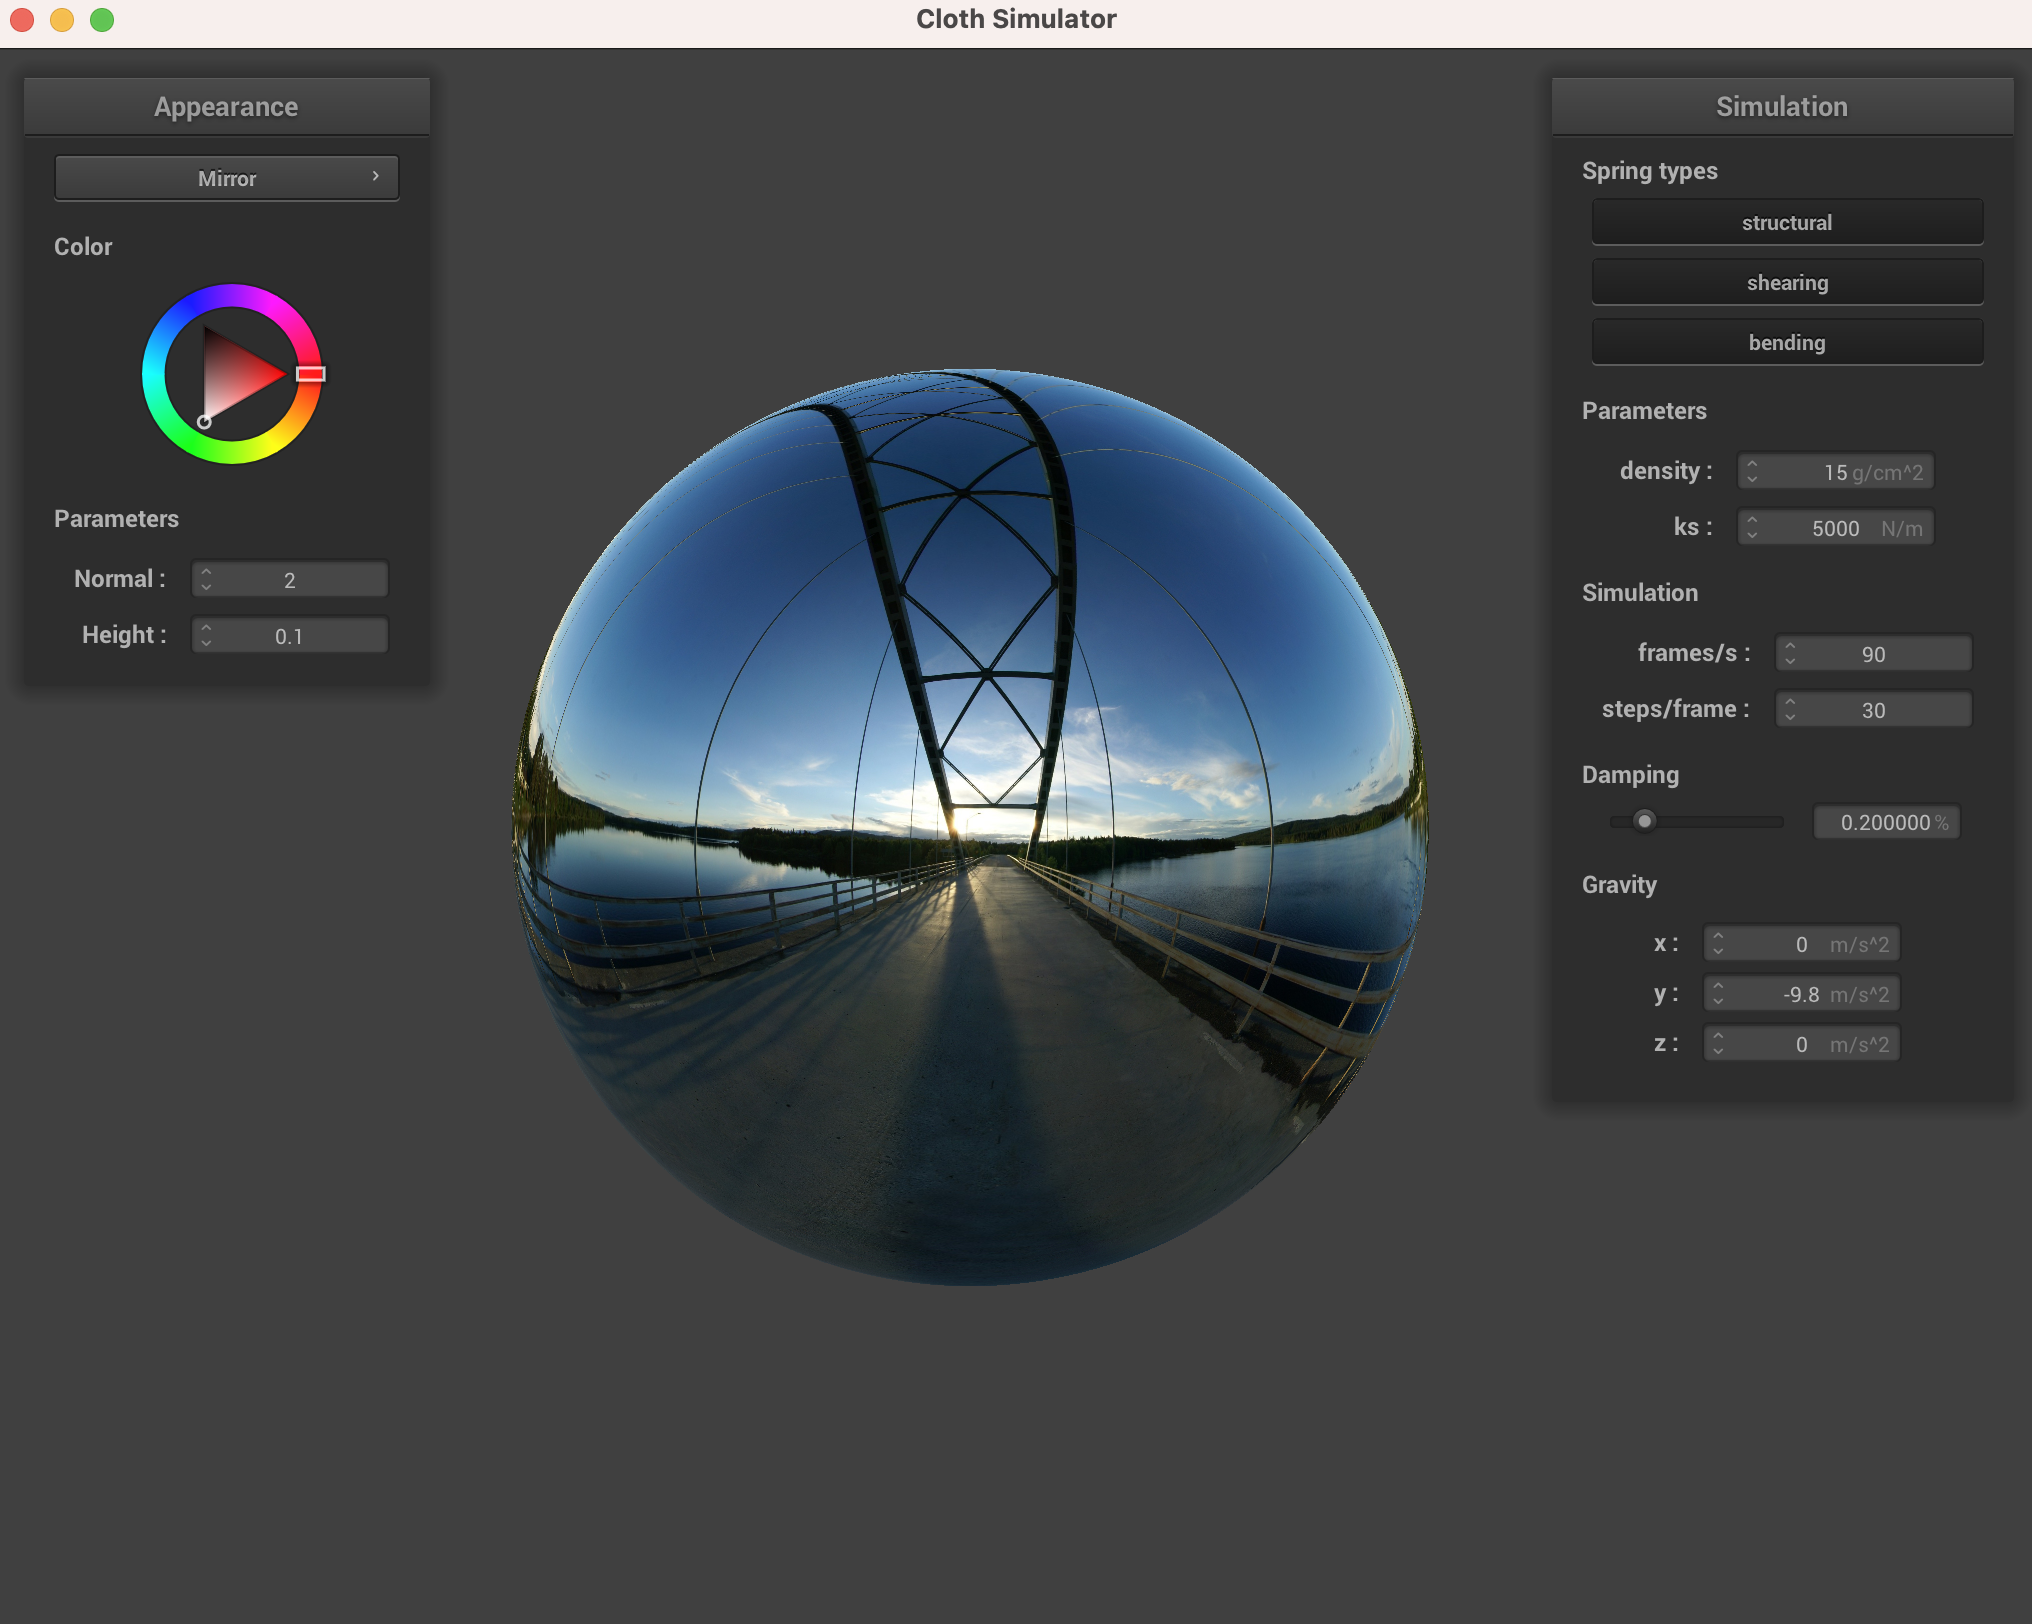 Cloth Simulator
Appearance
Mirror
Color
Parameters
Normal : 2
Height : 0.1
Simulation
Spring types
structural
shearing
bending
Parameters
density : 15 g/cm^2
ks : 5000 N/m
Simulation
frames/s : 90
steps/frame : 30
Damping
0.200000 %
Gravity
x : 0 m/s^2
y : -9.8 m/s^2
z : 0 m/s^2